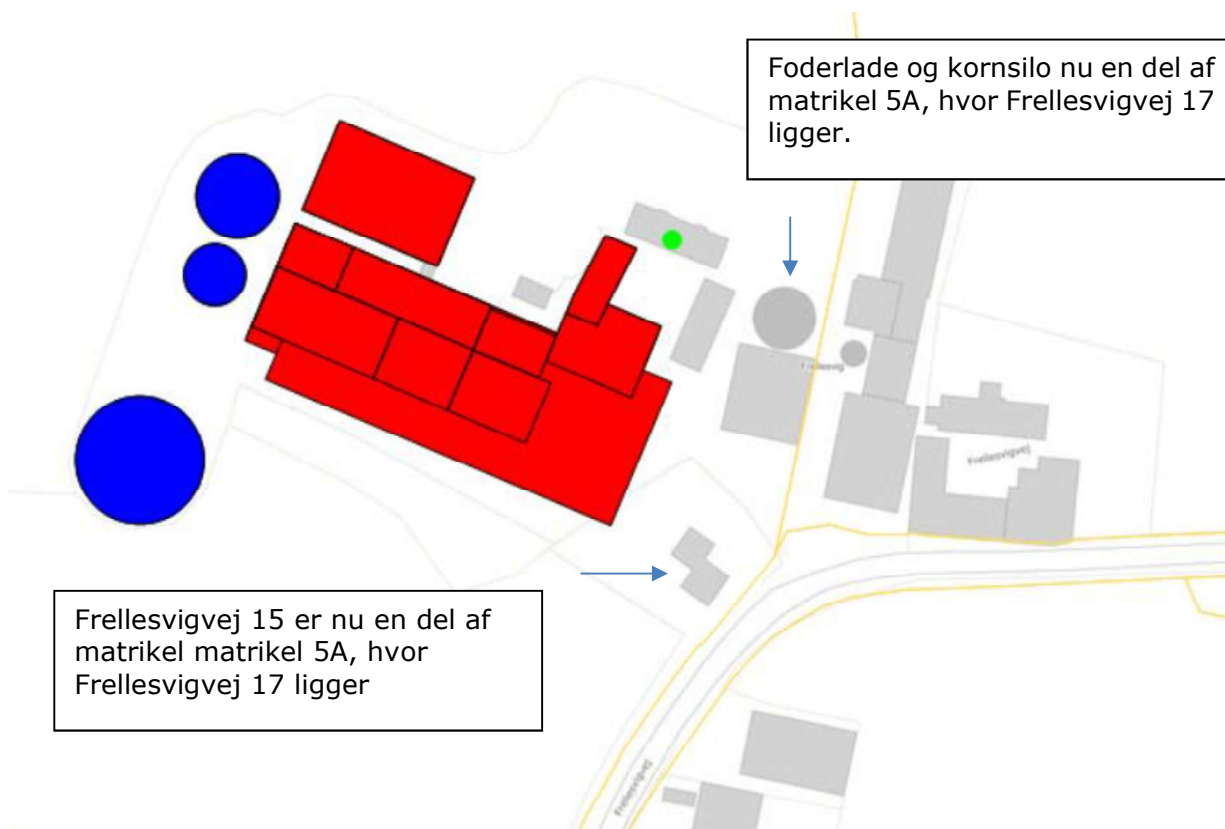 Foderlade og kornsilo nu en del af
matrikel 5A, hvor Frellesvigvej 17
ligger.
Frellesvig
Frellesvigvej
Frellesvigvej 15 er nu en del af
matrikel matrikel 5A, hvor
Frellesvigvej 17 ligger
Frellesvigvej